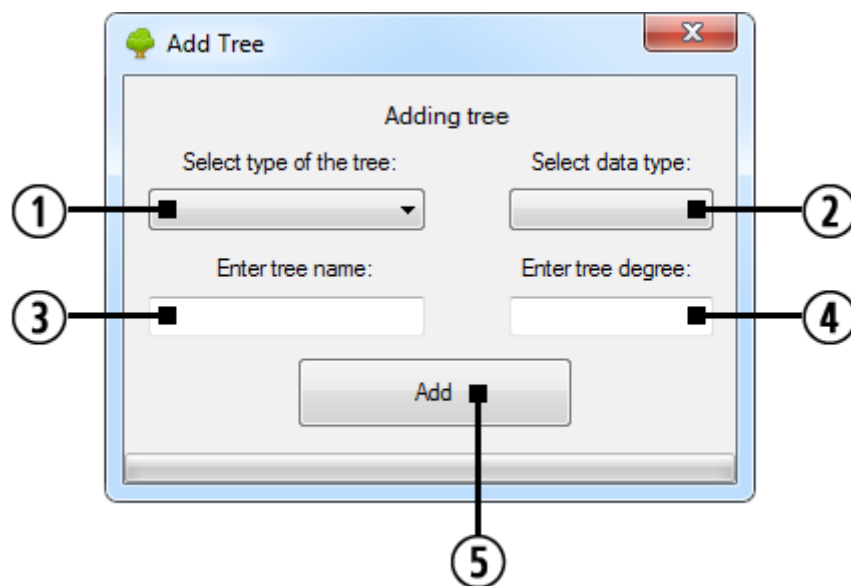 Add Tree
Adding tree
Select type of the tree: Select data type:
1 2
Enter tree name: Enter tree degree:
3 4
Add
5